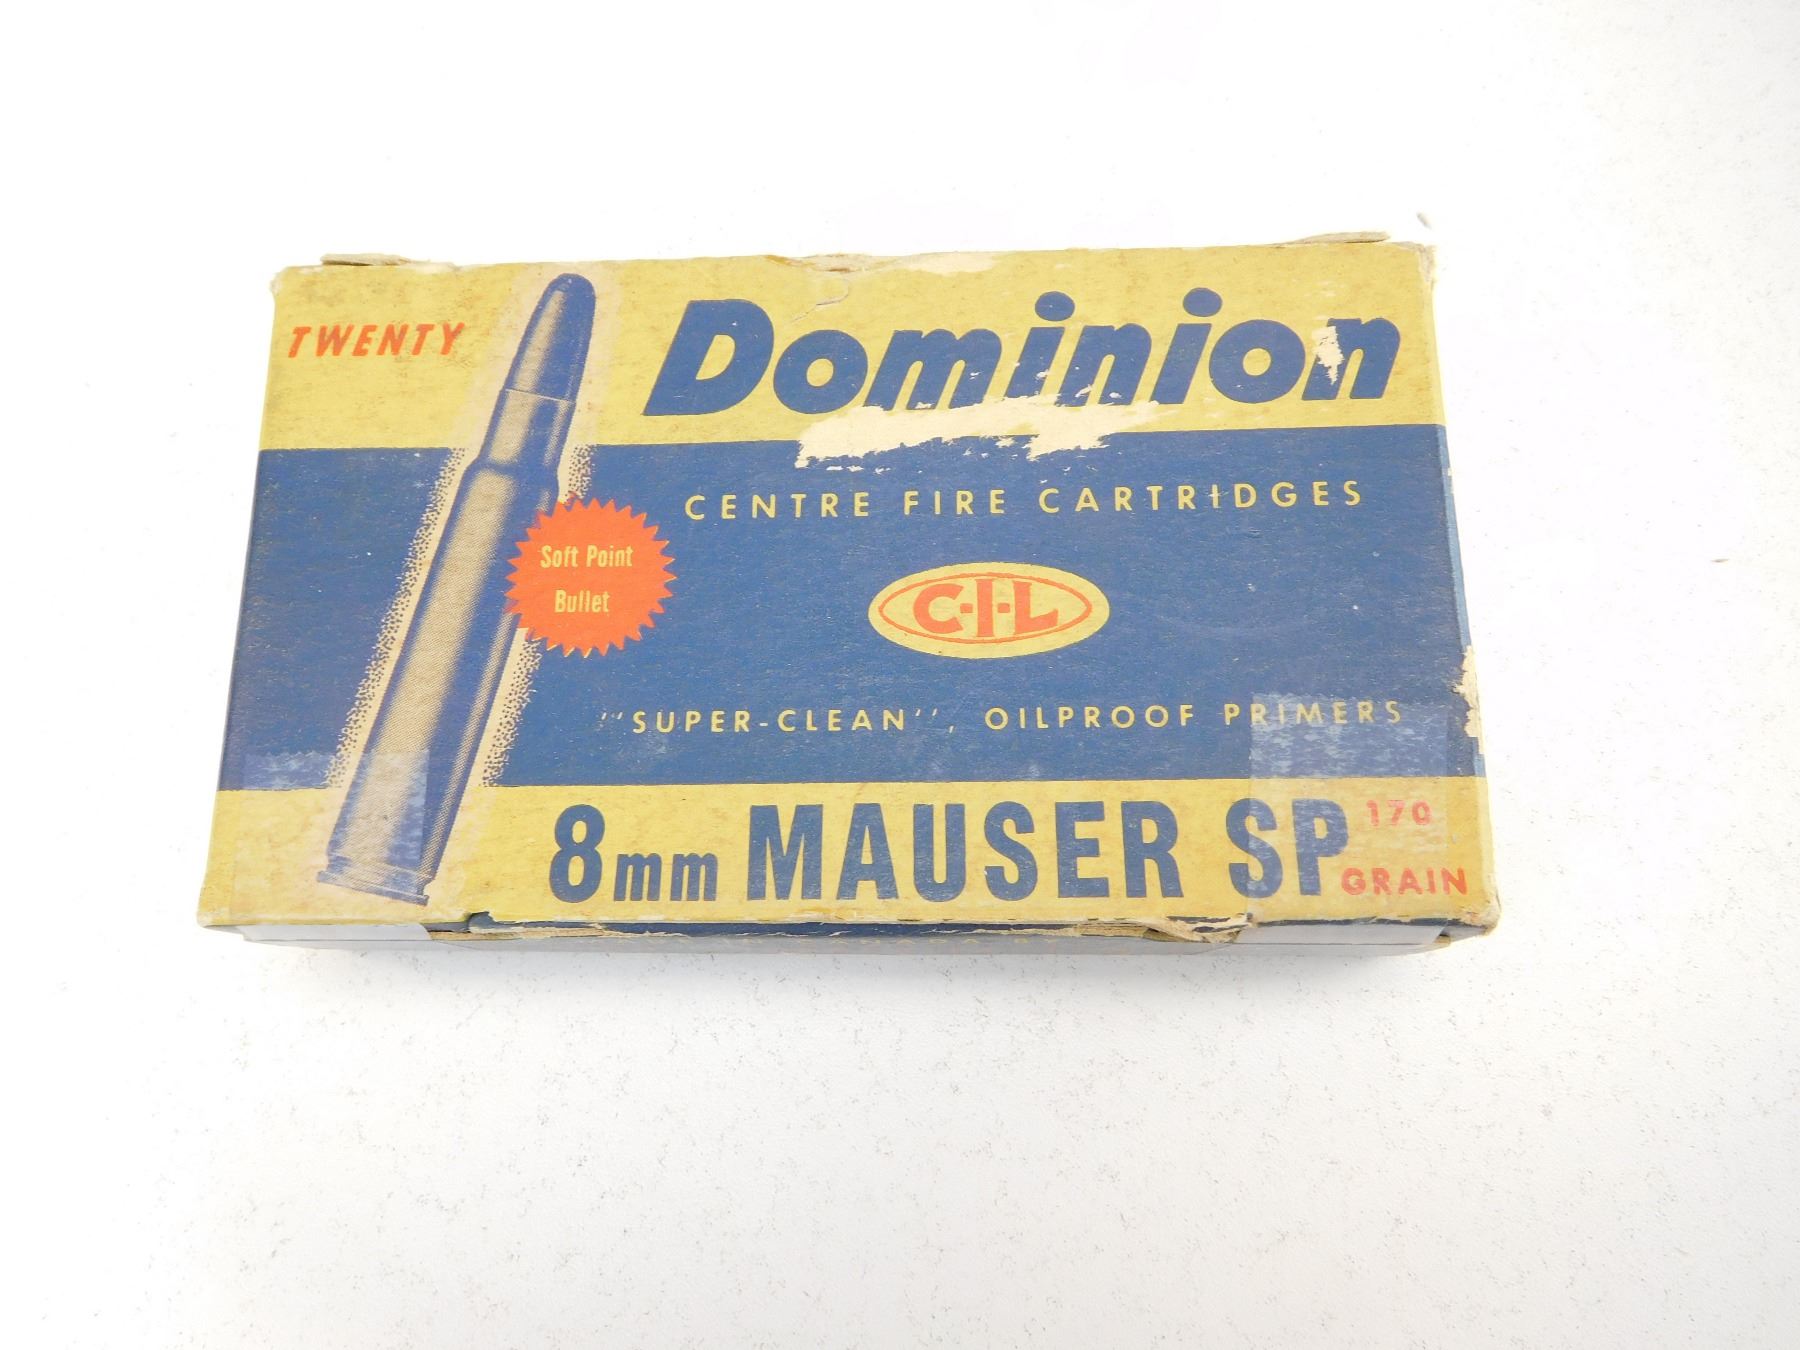 TWENTY
Dominion
CENTRE FIRE CARTRIDGES
Soft Point
Bullet
C-I-L
"SUPER-CLEAN", OILPROOF PRIMERS
8mm MAUSER SP 170
GRAIN